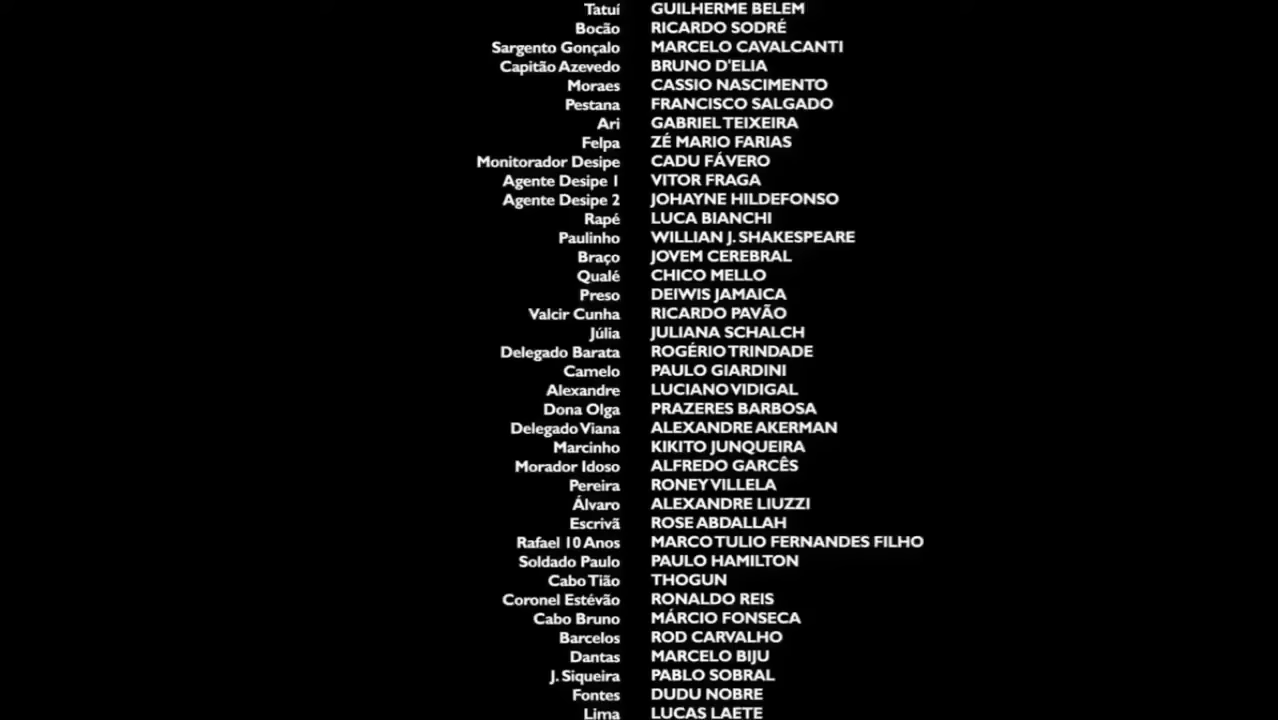 Tatuí GUILHERME BELEM
Bocão RICARDO SODRÉ
Sargento Gonçalo MARCELO CAVALCANTI
Capitão Azevedo BRUNO D'ELIA
Moraes CASSIO NASCIMENTO
Pestana FRANCISCO SALGADO
Ari GABRIEL TEIXEIRA
Felpa ZÉ MARIO FARIAS
Monitorador Desipe CADU FÁVERO
Agente Desipe 1 VITOR FRAGA
Agente Desipe 2 JOHAYNE HILDEFONSO
Rapé LUCA BIANCHI
Paulinho WILLIAN J. SHAKESPEARE
Braço JOVEM CEREBRAL
Qualé CHICO MELLO
Preso DEIWIS JAMAICA
Valcir Cunha RICARDO PAVÃO
Júlia JULIANA SCHALCH
Delegado Barata ROGÉRIO TRINDADE
Camelo PAULO GIARDINI
Alexandre LUCIANO VIDIGAL
Dona Olga PRAZERES BARBOSA
Delegado Viana ALEXANDRE AKERMAN
Marcinho KIKITO JUNQUEIRA
Morador Idoso ALFREDO GARCÊS
Pereira RONEY VILLELA
Álvaro ALEXANDRE LIUZZI
Escrivã ROSE ABDALLAH
Rafael 10 Anos MARCO TULIO FERNANDES FILHO
Soldado Paulo PAULO HAMILTON
Cabo Tião THOGUN
Coronel Estévão RONALDO REIS
Cabo Bruno MÁRCIO FONSECA
Barcelos ROD CARVALHO
Dantas MARCELO BIJU
J. Siqueira PABLO SOBRAL
Fontes DUDU NOBRE
Lima LUCAS LAETE